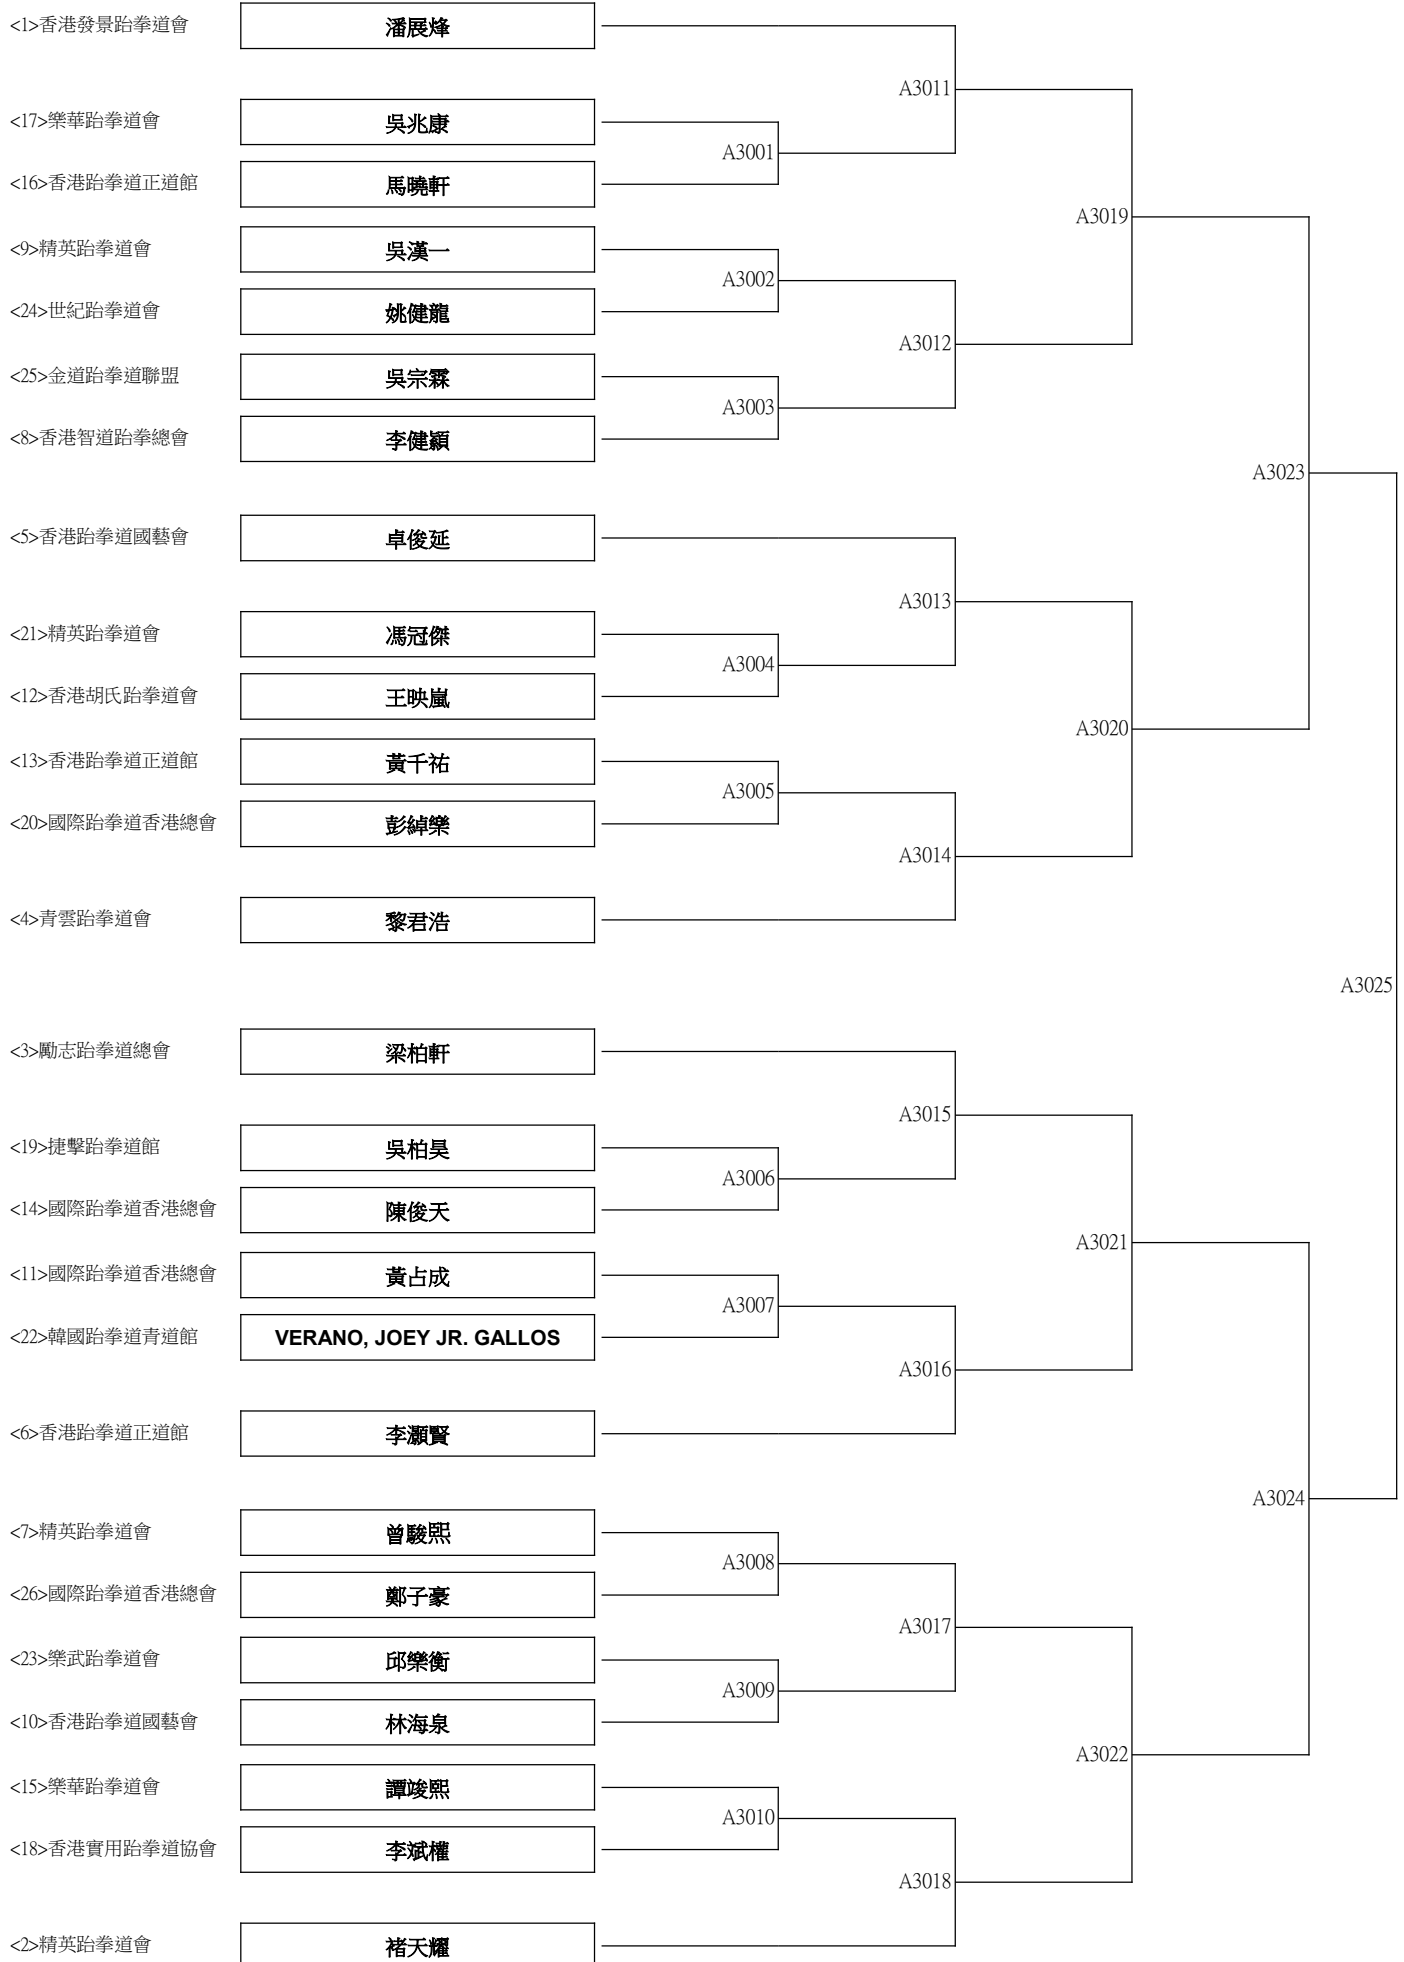 <1>香港發景跆拳道會 潘展烽
A3011
<17>樂華跆拳道會 吳兆康
A3001
<16>香港跆拳道正道館 馬曉軒
A3019
<9>精英跆拳道會 吳漢一
A3002
<24>世紀跆拳道會 姚健龍
A3012
<25>金道跆拳道聯盟 吳宗霖
A3003
<8>香港智道跆拳總會 李健穎
A3023
<5>香港跆拳道國藝會 卓俊延
A3013
<21>精英跆拳道會 馮冠傑
A3004
<12>香港胡氏跆拳道會 王映嵐
A3020
<13>香港跆拳道正道館 黃千祐
A3005
<20>國際跆拳道香港總會 彭綽樂
A3014
<4>青雲跆拳道會 黎君浩
A3025
<3>勵志跆拳道總會 梁柏軒
A3015
<19>捷擊跆拳道館 吳柏昊
A3006
<14>國際跆拳道香港總會 陳俊天
A3021
<11>國際跆拳道香港總會 黃占成
A3007
<22>韓國跆拳道青道館 VERANO, JOEY JR. GALLOS
A3016
<6>香港跆拳道正道館 李灝賢
A3024
<7>精英跆拳道會 曾駿熙
A3008
<26>國際跆拳道香港總會 鄭子豪
A3017
<23>樂武跆拳道會 邱樂衡
A3009
<10>香港跆拳道國藝會 林海泉
A3022
<15>樂華跆拳道會 譚竣熙
A3010
<18>香港實用跆拳道協會 李斌權
A3018
<2>精英跆拳道會 褚天耀